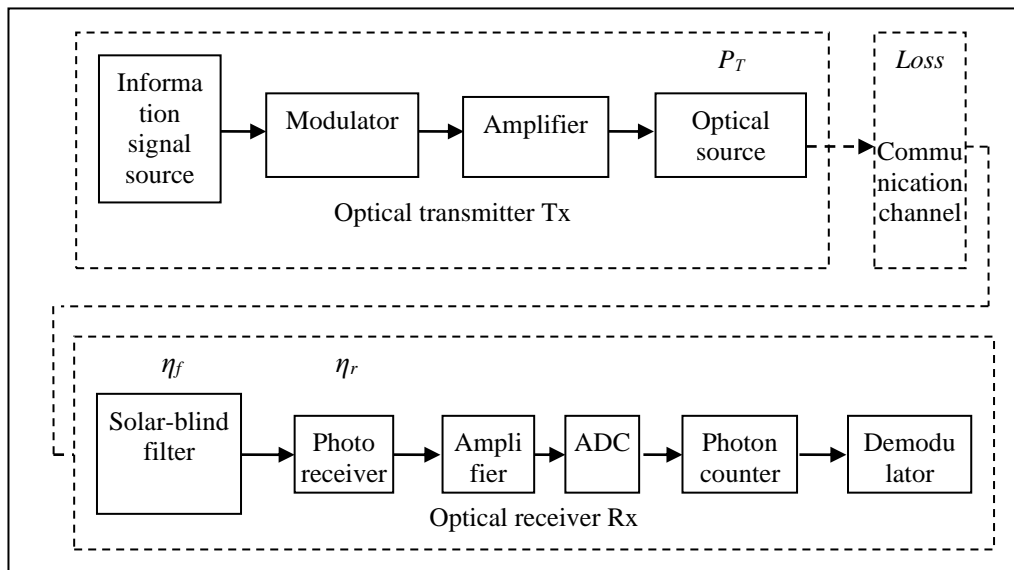 P_T
Loss
Informa
tion
signal
source
Modulator
Amplifier
Optical
source
Commu
nication
channel
Optical transmitter Tx
η_f
η_r
Solar-blind
filter
Photo
receiver
Ampli
fier
ADC
Photon
counter
Demodu
lator
Optical receiver Rx